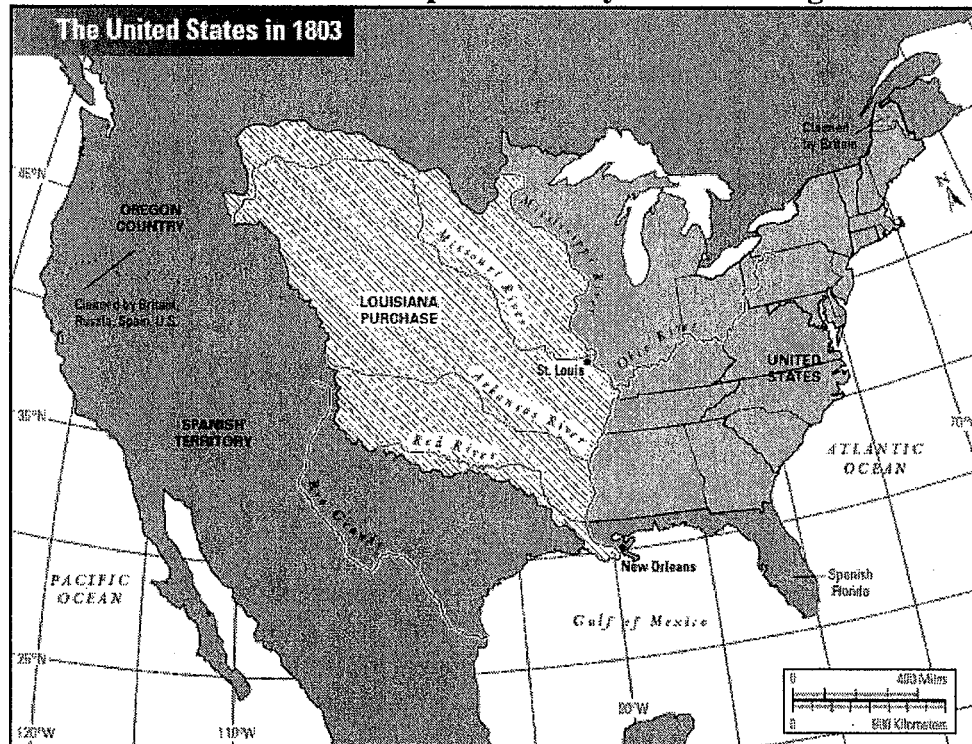 The United States in 1803
Claimed
by Britain
45°N
OREGON
COUNTRY
N
Mississippi R.
Missouri River
Claimed by Britain,
Russia, Spain, U.S.
LOUISIANA
PURCHASE
Ohio River
St. Louis
UNITED
STATES
Arkansas River
35°N
SPANISH
TERRITORY
Red River
70°W
ATLANTIC
OCEAN
Rio Grande
New Orleans
PACIFIC
OCEAN
Spanish
Florida
Gulf of Mexico
25°N
0 400 Miles
0 800 Kilometers
90°W
120°W
110°W